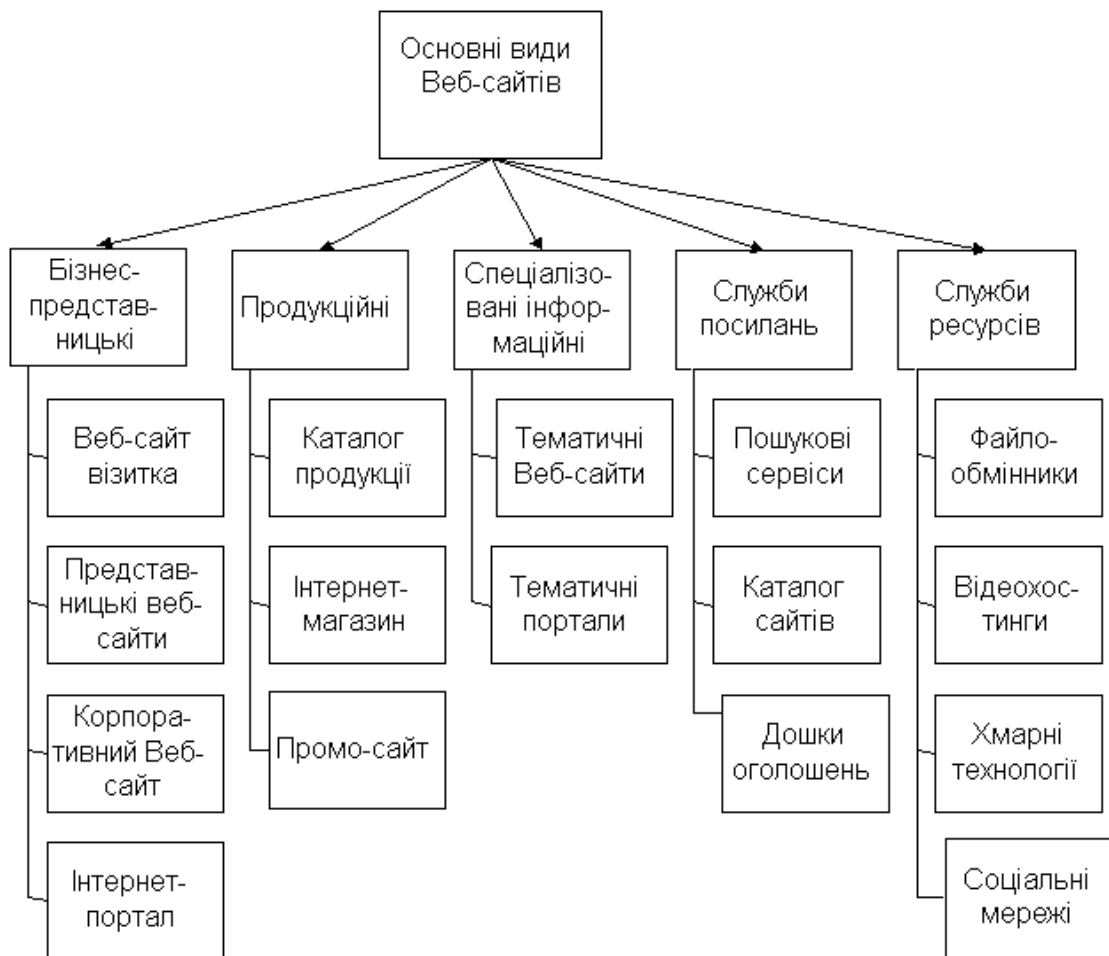 Основні види
Веб-сайтів
Бізнес-
представ-
ницькі
Продукційні
Спеціалізо-
вані інфор-
маційні
Служби
посилань
Служби
ресурсів
Веб-сайт
візитка
Каталог
продукції
Тематичні
Веб-сайти
Пошукові
сервіси
Файло-
обмінники
Представ-
ницькі веб-
сайти
Інтернет-
магазин
Тематичні
портали
Каталог
сайтів
Відеохос-
тинги
Корпора-
тивний Веб-
сайт
Промо-сайт
Дошки
оголошень
Хмарні
технології
Інтернет-
портал
Соціальні
мережі